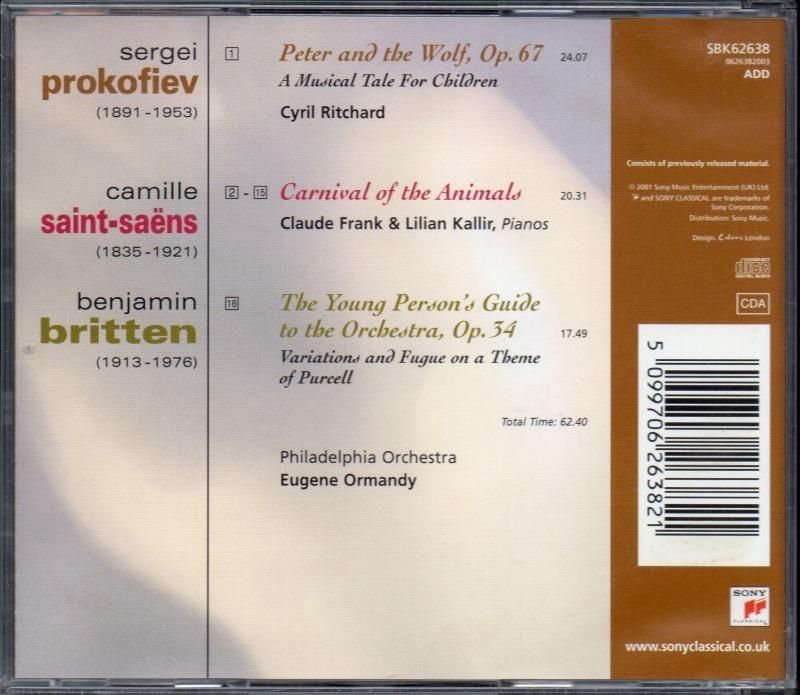 sergei
prokofiev
(1891-1953)
1
Peter and the Wolf, Op. 67 24.07
A Musical Tale For Children
Cyril Ritchard
camille
saint-saëns
(1835-1921)
2 - 15
Carnival of the Animals 20.31
Claude Frank & Lilian Kallir, Pianos
benjamin
britten
(1913-1976)
16
The Young Person's Guide
to the Orchestra, Op. 34 17.49
Variations and Fugue on a Theme
of Purcell
Total Time: 62.40
Philadelphia Orchestra
Eugene Ormandy
SBK62638
0626382003
ADD
Consists of previously released material.
℗ 2001 Sony Music Entertainment (UK) Ltd.
and SONY CLASSICAL are trademarks of
Sony Corporation.
Distribution: Sony Music.
Design: London
COMPACT
disc
DIGITAL AUDIO
CDA
5 099706 263821
SONY
CLASSICAL
www.sonyclassical.co.uk